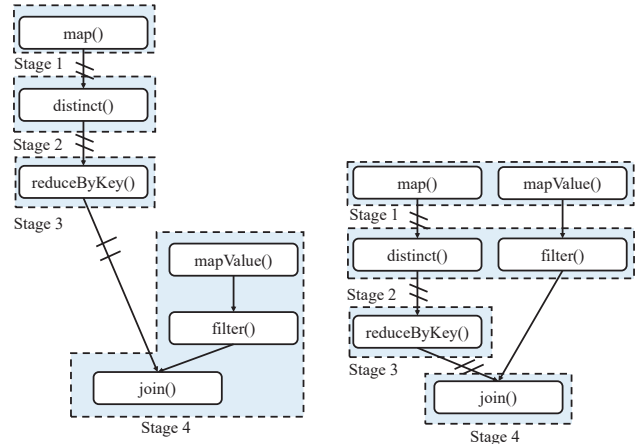 map()
Stage 1
distinct()
Stage 2
reduceByKey()
Stage 3
mapValue()
filter()
join()
Stage 4
map() mapValue()
Stage 1
distinct() filter()
Stage 2
reduceByKey()
Stage 3
join()
Stage 4